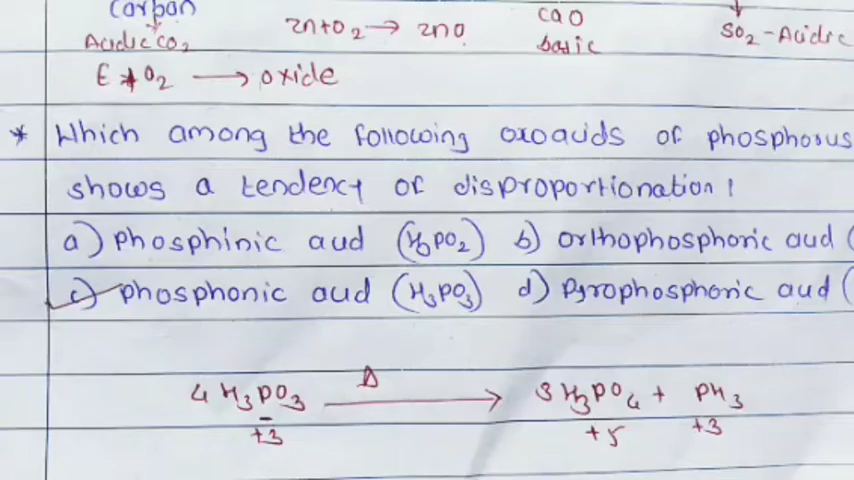 Carbon
Acidic CO2
Zn+O2 → ZnO
CaO
basic
SO2-Acidic
E + O2 → oxide
* Which among the following oxoacids of phosphorus
shows a tendency of disproportionation!
a) phosphinic acid (H3PO2) b) orthophosphoric acid (
c) phosphonic acid (H3PO3) d) Pyrophosphoric acid (
4 H3PO3 Δ → 3H3PO4 + PH3
+3 +5 +3